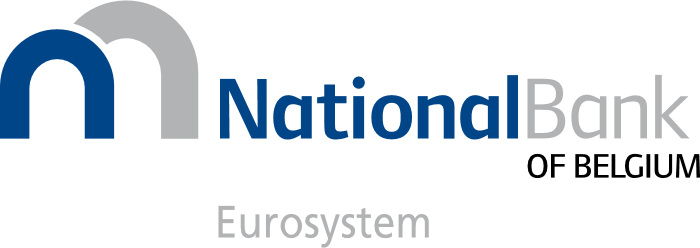 NationalBank
OF BELGIUM
Eurosystem